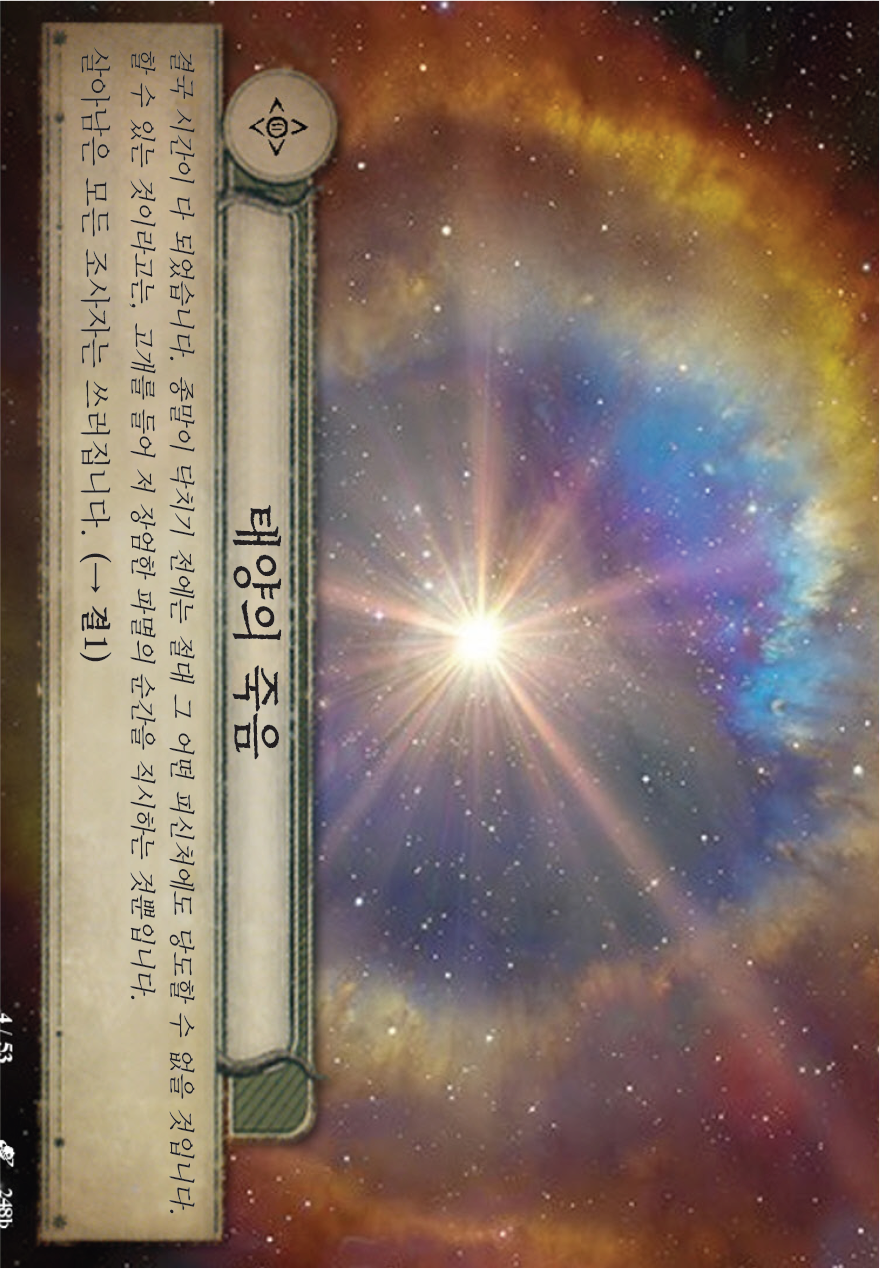 태양의 죽음
결국 시간이 다 되었습니다. 종말이 닥치기 전에는 절대 그 어떤 피신처에도 당도할 수 없을 것입니다.
할 수 있는 것이라고는, 고개를 들어 저 장엄한 파멸의 순간을 직시하는 것뿐입니다.
살아남은 모든 조사자는 쓰러집니다. (→ 결1)
4 / 53
248b